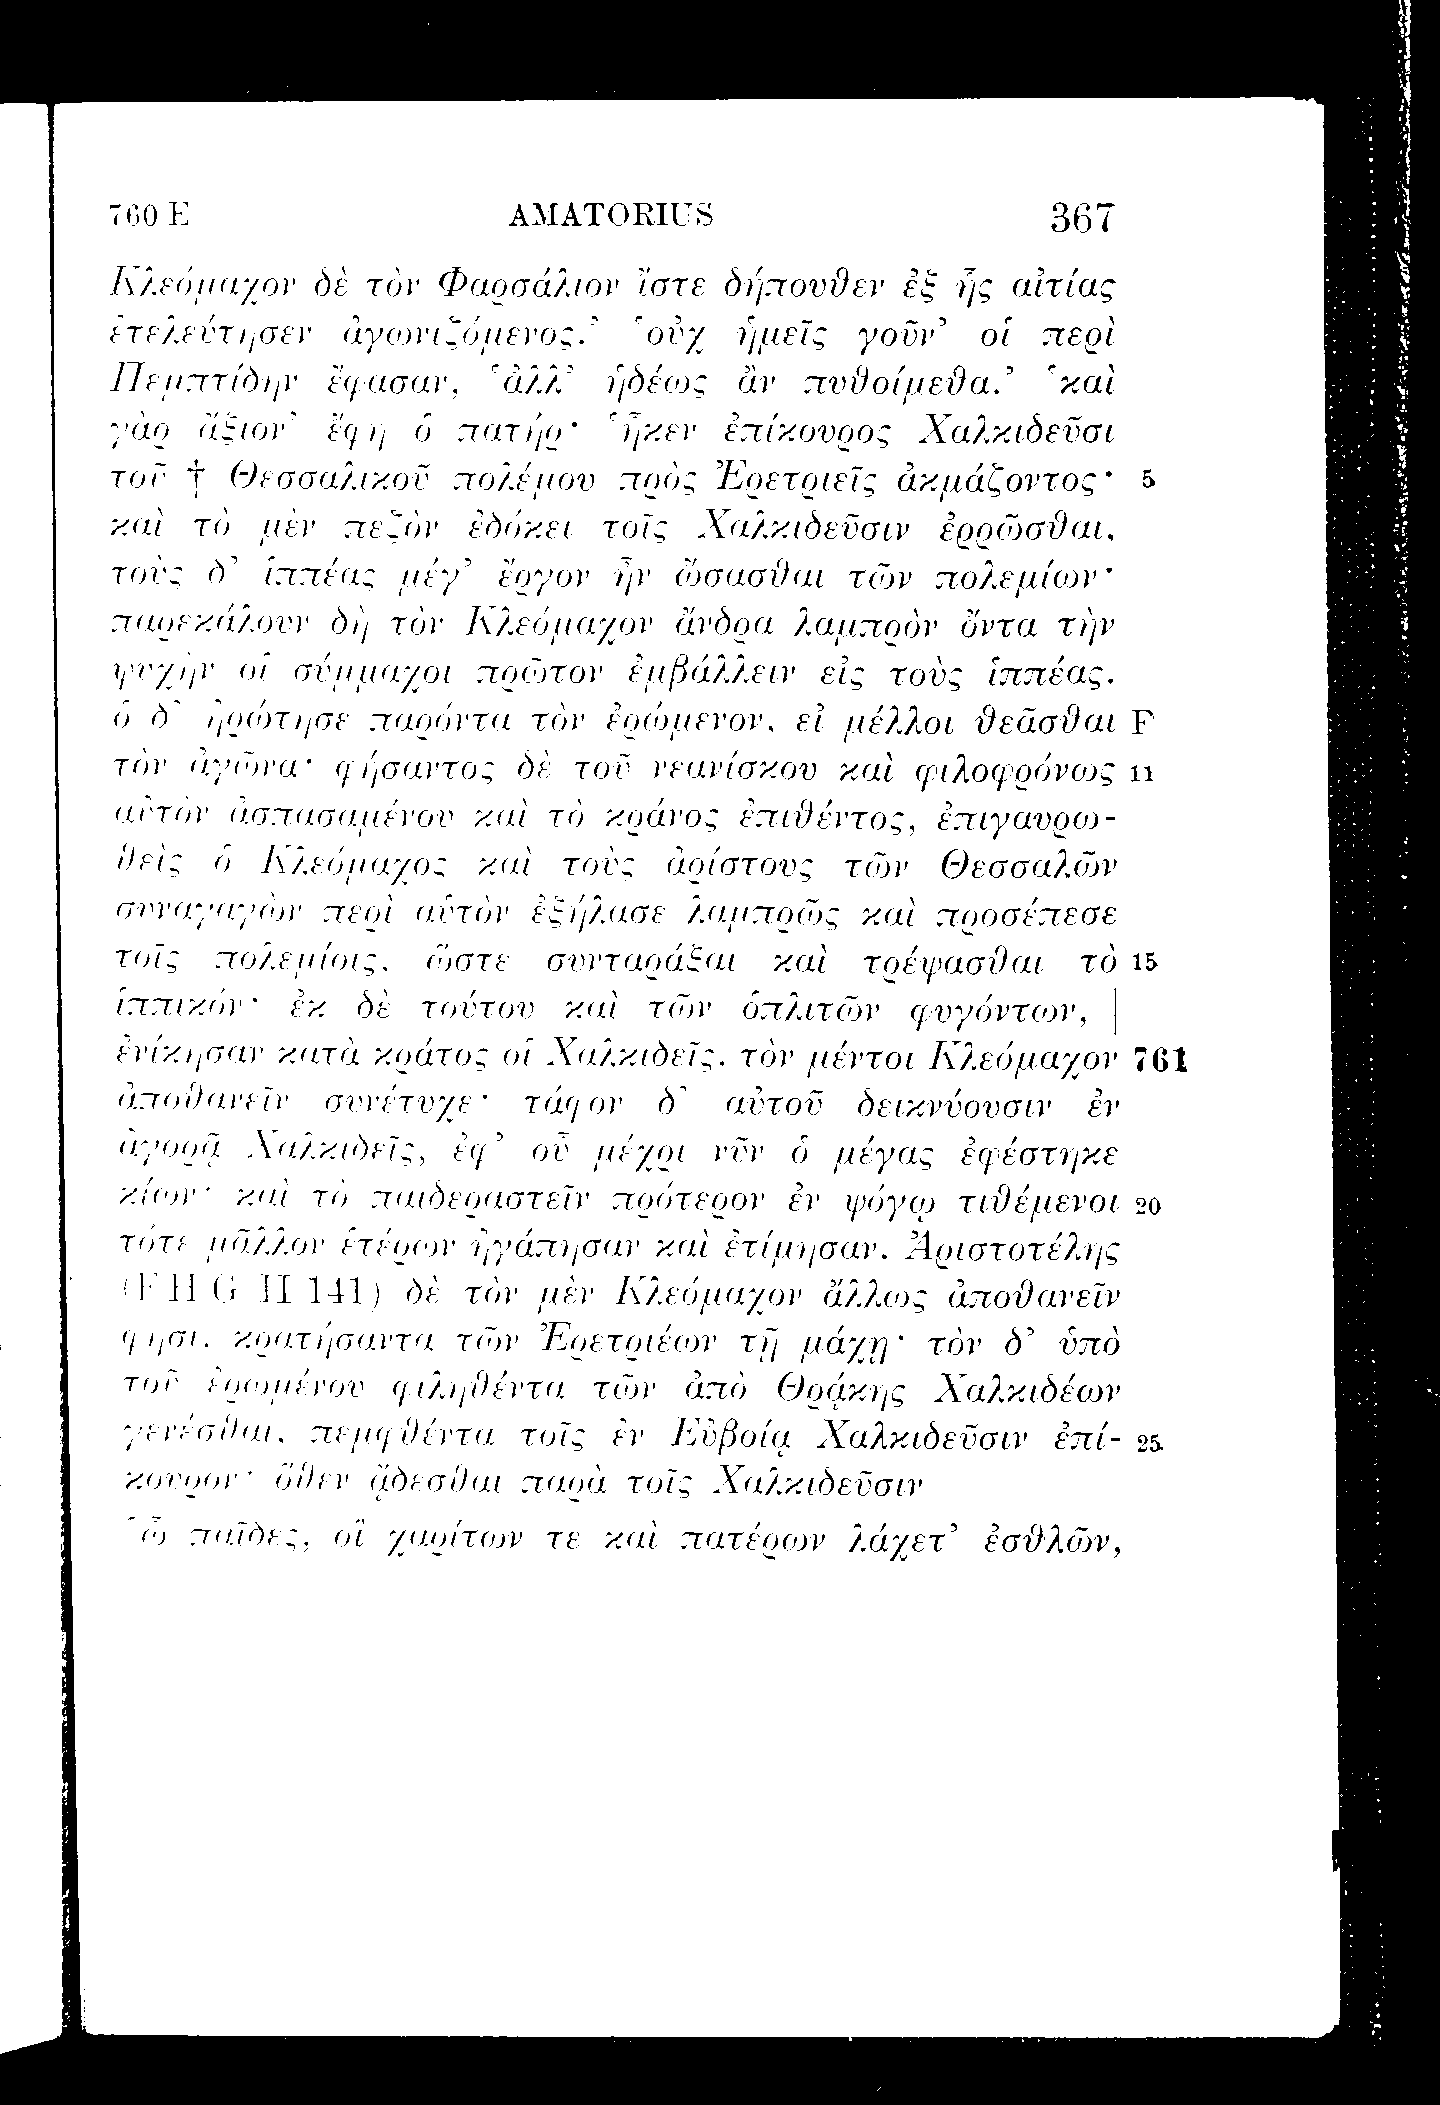 760 E AMATORIUS 367
Κλεόμαχον δὲ τὸν Φαρσάλιον ἴστε δήπουθεν ἐξ ἧς αἰτίας
ἐτελεύτησεν ἀγωνιζόμενος.’ ‘οὐχ ἡμεῖς γοῦν’ οἱ περὶ
Πεμπτίδην ἔφασαν, ‘ἀλλ’ ἡδέως ἂν πυθοίμεθα.’ ‘καὶ
γὰρ ἄξιον’ ἔφη ὁ πατήρ· ‘ἧκεν ἐπίκουρος Χαλκιδεῦσι
τοῦ † Θεσσαλικοῦ πολέμου πρὸς Ἐρετριεῖς ἀκμάζοντος· 5
καὶ τὸ μὲν πεζὸν ἐδόκει τοῖς Χαλκιδεῦσιν ἐρρῶσθαι,
τοὺς δ’ ἱππέας μέγ’ ἔργον ἦν ὤσασθαι τῶν πολεμίων·
παρεκάλουν δὴ τὸν Κλεόμαχον ἄνδρα λαμπρὸν ὄντα τὴν
ψυχὴν οἱ σύμμαχοι πρῶτον ἐμβάλλειν εἰς τοὺς ἱππέας.
ὁ δ’ ἠρώτησε παρόντα τὸν ἐρώμενον, εἰ μέλλοι θεᾶσθαι F
τὸν ἀγῶνα· φήσαντος δὲ τοῦ νεανίσκου καὶ φιλοφρόνως 11
αὐτὸν ἀσπασαμένου καὶ τὸ κράνος ἐπιθέντος, ἐπιγαυρω-
θεὶς ὁ Κλεόμαχος καὶ τοὺς ἀρίστους τῶν Θεσσαλῶν
συναγαγὼν περὶ αὑτὸν ἐξήλασε λαμπρῶς καὶ προσέπεσε
τοῖς πολεμίοις, ὥστε συνταράξαι καὶ τρέψασθαι τὸ 15
ἱππικόν· ἐκ δὲ τούτου καὶ τῶν ὁπλιτῶν φυγόντων, |
ἐνίκησαν κατὰ κράτος οἱ Χαλκιδεῖς. τὸν μέντοι Κλεόμαχον 761
ἀποθανεῖν συνέτυχε· τάφον δ’ αὐτοῦ δεικνύουσιν ἐν
ἀγορᾷ Χαλκιδεῖς, ἐφ’ οὗ μέχρι νῦν ὁ μέγας ἐφέστηκε
κίων· καὶ τὸ παιδεραστεῖν πρότερον ἐν ψόγῳ τιθέμενοι 20
τότε μᾶλλον ἑτέρων ἠγάπησαν καὶ ἐτίμησαν. Ἀριστοτέλης
(FHG II 141) δὲ τὸν μὲν Κλεόμαχον ἄλλως ἀποθανεῖν
φησι, κρατήσαντα τῶν Ἐρετριέων τῇ μάχῃ· τὸν δ’ ὑπὸ
τοῦ ἐρωμένου φιληθέντα τῶν ἀπὸ Θρᾴκης Χαλκιδέων
γενέσθαι, πεμφθέντα τοῖς ἐν Εὐβοίᾳ Χαλκιδεῦσιν ἐπί- 25
κουρον· ὅθεν ᾄδεσθαι παρὰ τοῖς Χαλκιδεῦσιν
‘ὦ παῖδες, οἳ χαρίτων τε καὶ πατέρων λάχετ’ ἐσθλῶν,